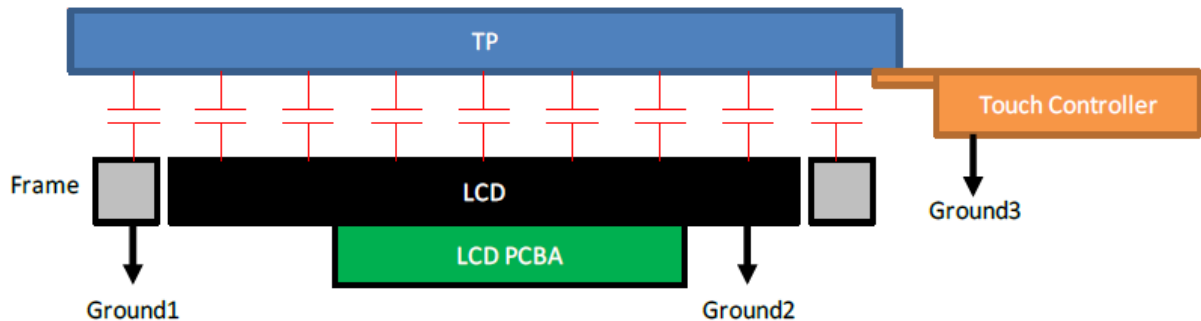 TP
Touch Controller
Frame
LCD
Ground3
LCD PCBA
Ground1
Ground2